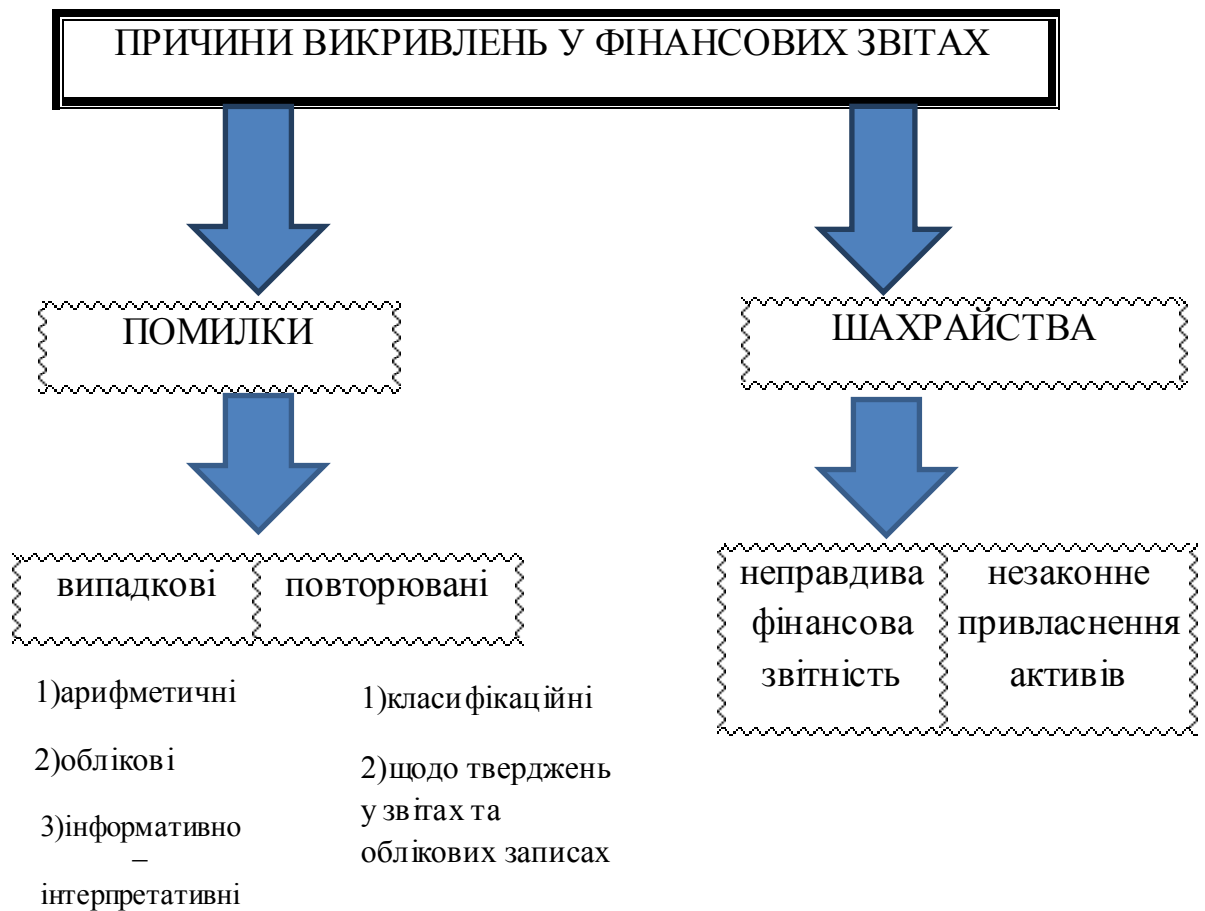 ПРИЧИНИ ВИКРИВЛЕНЬ У ФІНАНСОВИХ ЗВІТАХ
ПОМИЛКИ
ШАХРАЙСТВА
випадкові
повторювані
неправдива
фінансова
звітність
незаконне
привласнення
активів
1)арифметичні
2)облікові
3)інформативно
–
інтерпретативні
1)класифікаційні
2)щодо тверджень
у звітах та
облікових записах